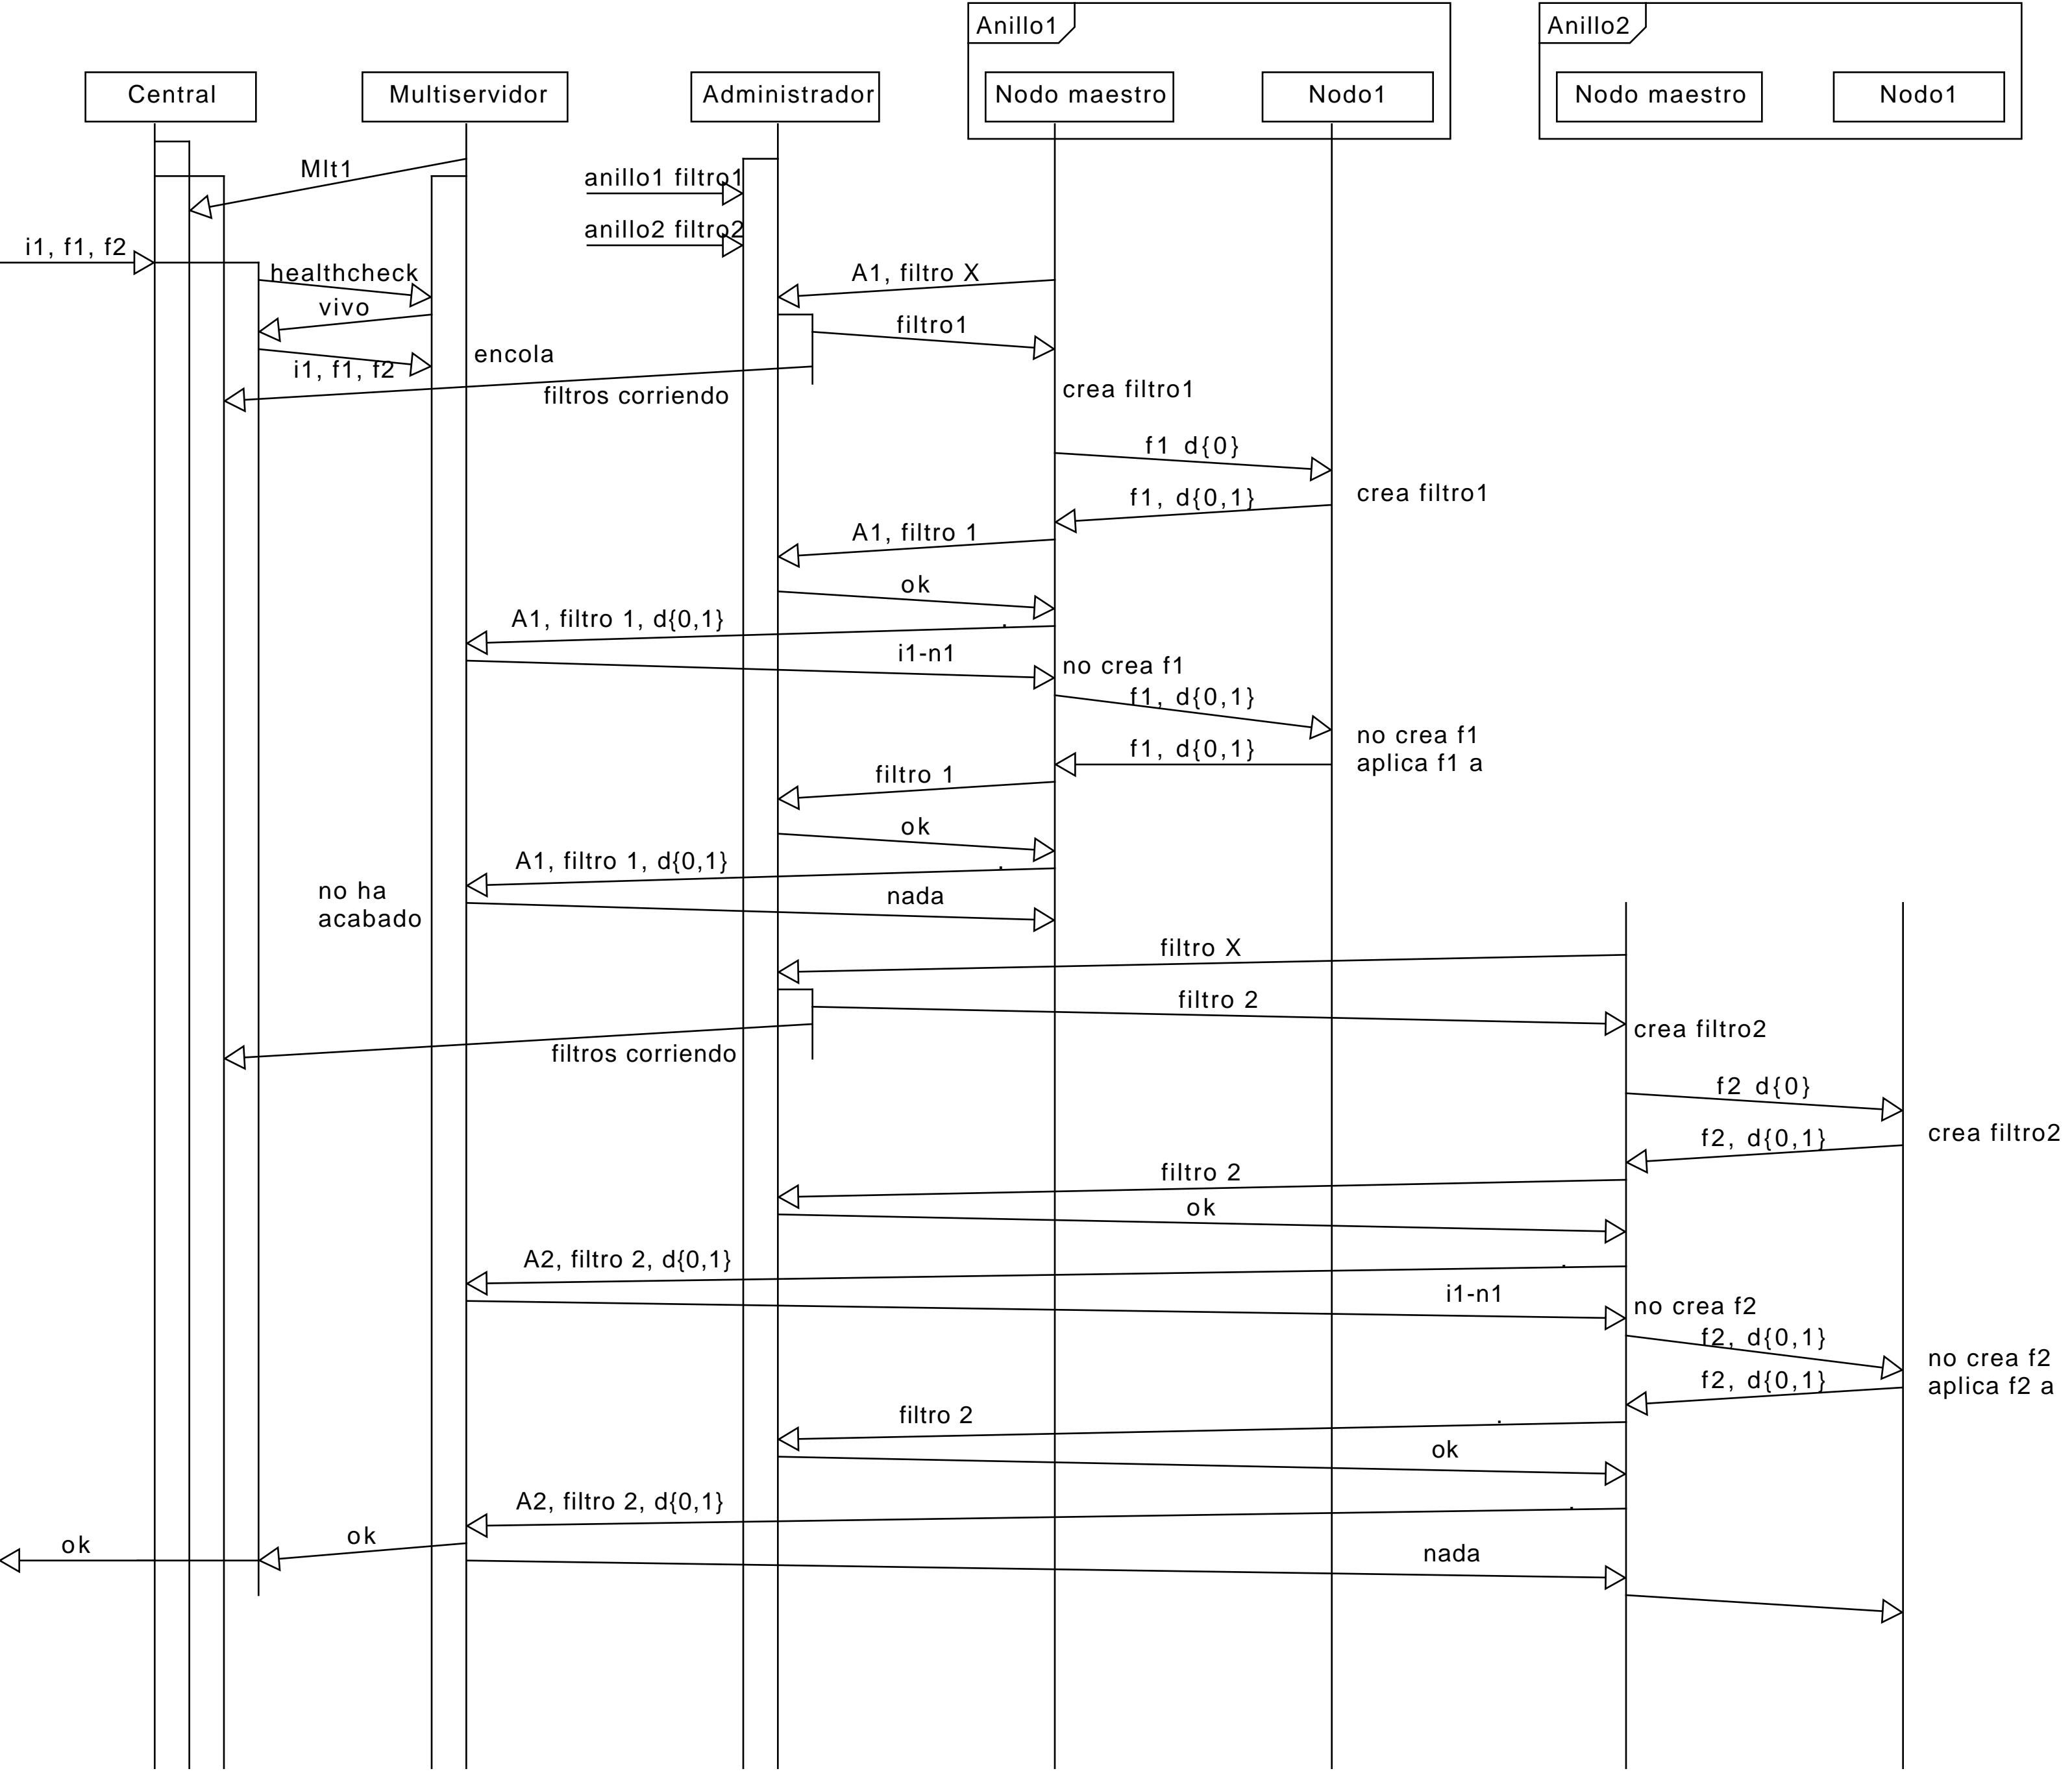 Anillo1
Anillo2
Central
Multiservidor
Administrador
Nodo maestro
Nodo1
Nodo maestro
Nodo1
Mlt1
anillo1 filtro1
anillo2 filtro2
i1, f1, f2
healthcheck
A1, filtro X
vivo
filtro1
encola
i1, f1, f2
filtros corriendo
crea filtro1
f1 d{0}
crea filtro1
f1, d{0,1}
A1, filtro 1
ok
A1, filtro 1, d{0,1}
i1-n1
no crea f1
f1, d{0,1}
no crea f1
aplica f1 a
f1, d{0,1}
filtro 1
ok
A1, filtro 1, d{0,1}
no ha
acabado
nada
filtro X
filtro 2
crea filtro2
filtros corriendo
f2 d{0}
crea filtro2
f2, d{0,1}
filtro 2
ok
A2, filtro 2, d{0,1}
i1-n1
no crea f2
f2, d{0,1}
no crea f2
aplica f2 a
f2, d{0,1}
filtro 2
ok
A2, filtro 2, d{0,1}
ok
ok
nada